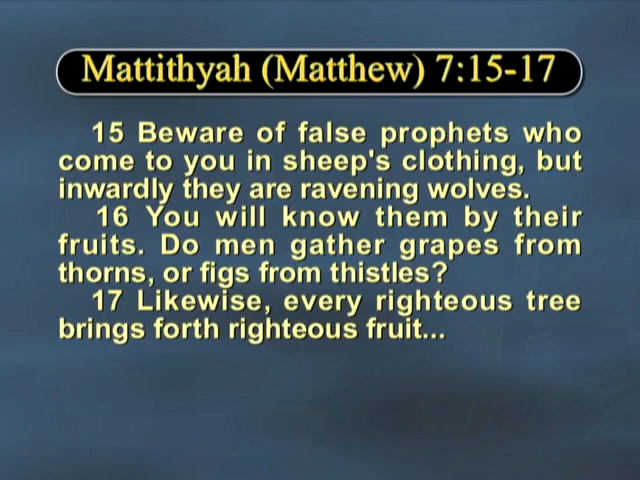 Mattithyah (Matthew) 7:15-17
15 Beware of false prophets who
come to you in sheep's clothing, but
inwardly they are ravening wolves.
16 You will know them by their
fruits. Do men gather grapes from
thorns, or figs from thistles?
17 Likewise, every righteous tree
brings forth righteous fruit...